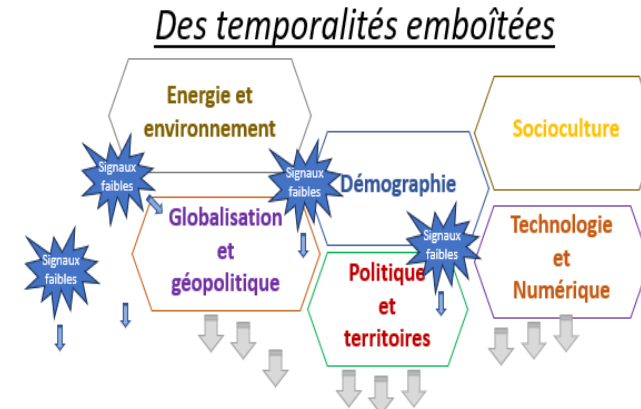 Des temporalités emboîtées
Energie et
environnement
Socioculture
Signaux
faibles
Signaux
faibles
Démographie
Globalisation
et
géopolitique
Technologie
et
Numérique
Signaux
faibles
Signaux
faibles
Politique
et
territoires